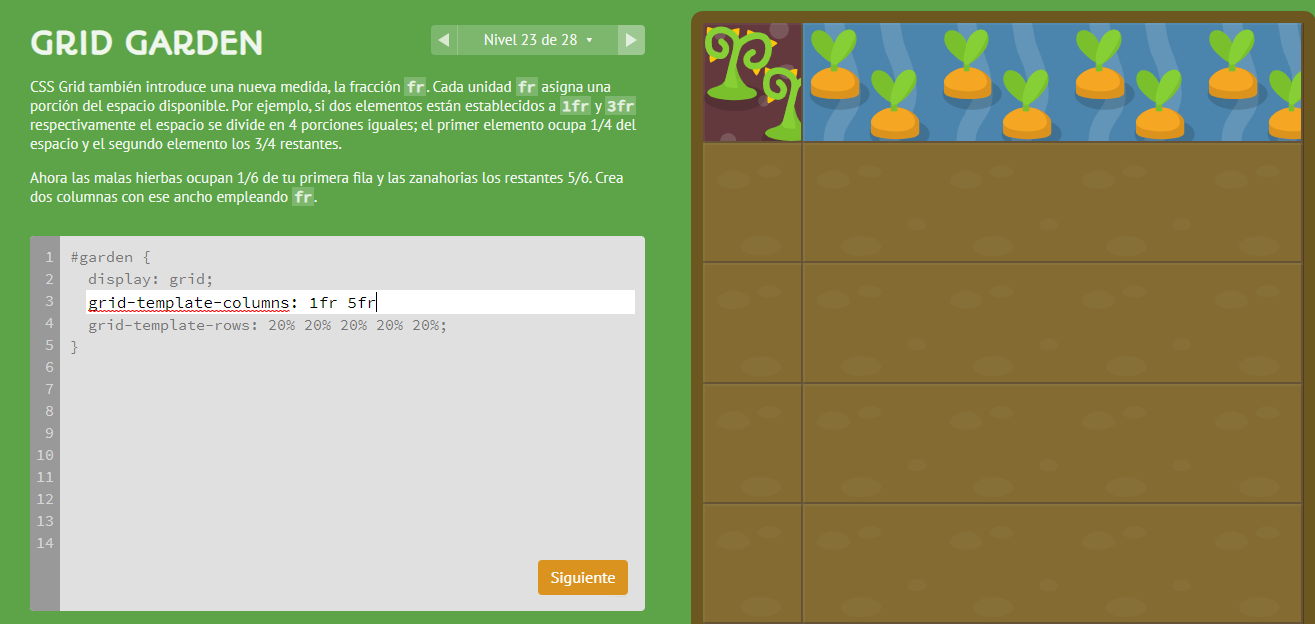 GRID GARDEN
Nivel 23 de 28
CSS Grid también introduce una nueva medida, la fracción fr. Cada unidad fr asigna una
porción del espacio disponible. Por ejemplo, si dos elementos están establecidos a 1fr y 3fr
respectivamente el espacio se divide en 4 porciones iguales; el primer elemento ocupa 1/4 del
espacio y el segundo elemento los 3/4 restantes.
Ahora las malas hierbas ocupan 1/6 de tu primera fila y las zanahorias los restantes 5/6. Crea
dos columnas con ese ancho empleando fr.
1 #garden {
2 display: grid;
3 grid-template-columns: 1fr 5fr
4 grid-template-rows: 20% 20% 20% 20% 20%;
5 }
6
7
8
9
10
11
12
13
14
Siguiente